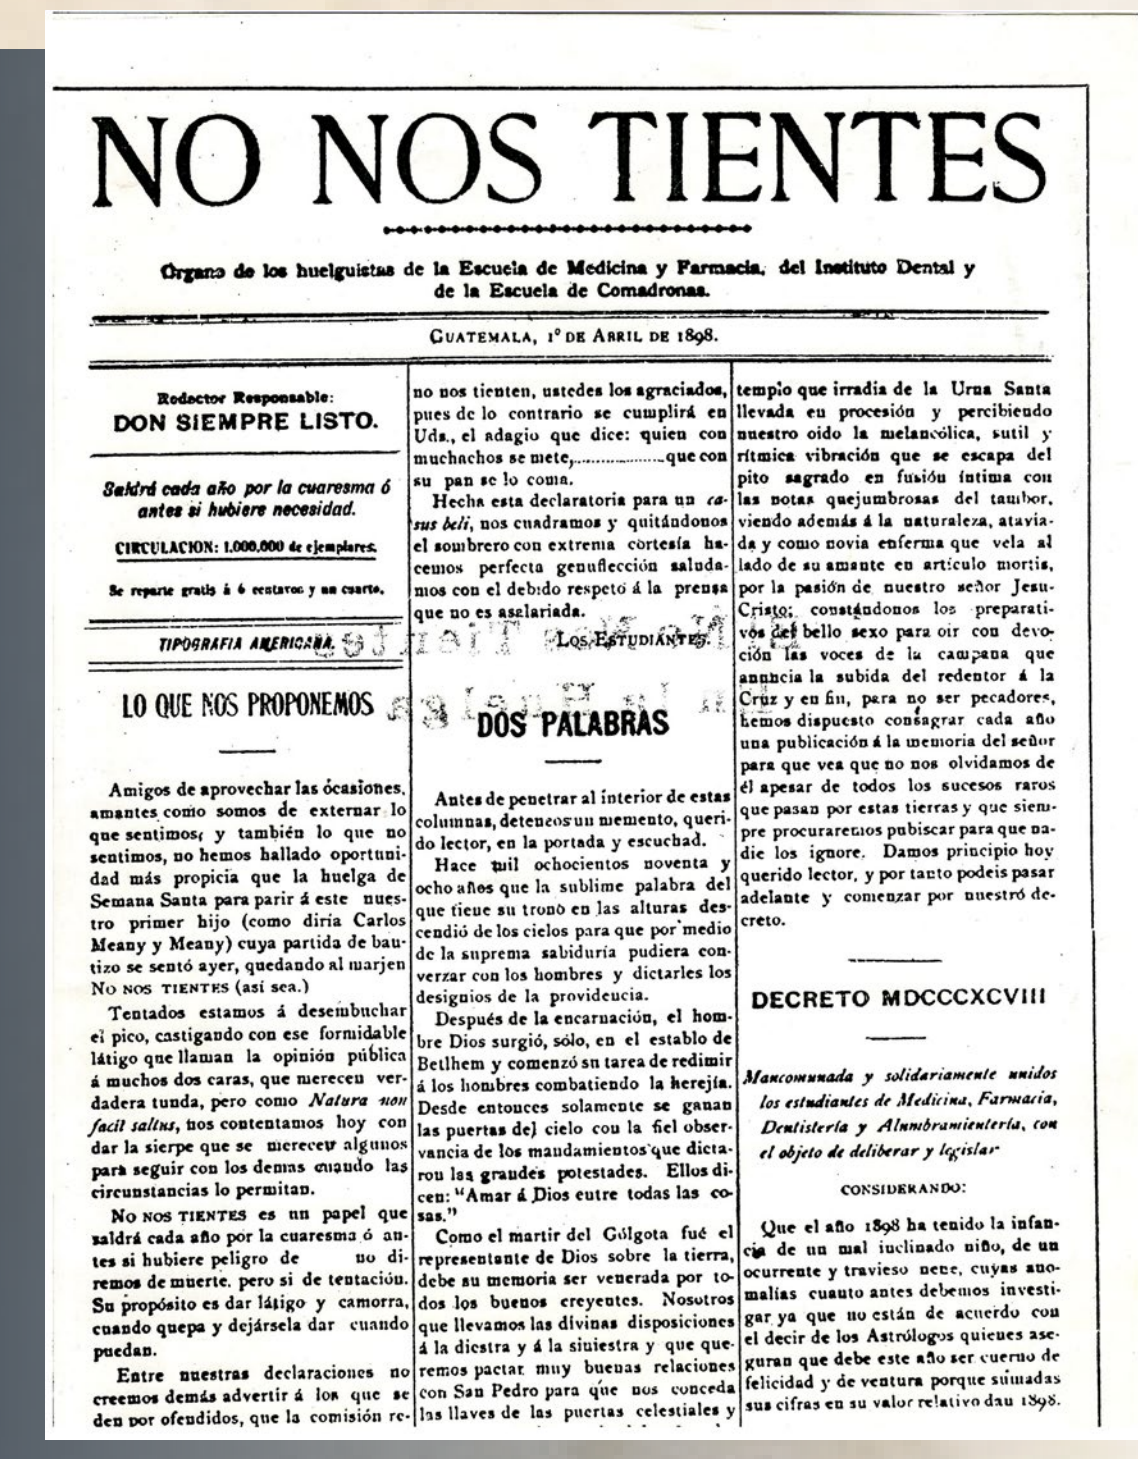 NO NOS TIENTES
Organo de los huelguistas de la Escuela de Medicina y Farmacia, del Instituto Dental y
de la Escuela de Comadronas.
GUATEMALA, 1º DE ABRIL DE 1898.
Redactor Responsable:
DON SIEMPRE LISTO.
Saldrá cada año por la cuaresma ó
antes si hubiere necesidad.
CIRCULACION: 1.000,000 de ejemplares.
Se reparte gratis á 6 centavos y un cuarto.
TIPOGRAFIA AMERICANA.
LO QUE NOS PROPONEMOS
Amigos de aprovechar las ócasiones,
amantes como somos de externar lo
que sentimos; y también lo que no
sentimos, no hemos hallado oportuni-
dad más propicia que la huelga de
Semana Santa para parir á este nues-
tro primer hijo (como diría Carlos
Meany y Meany) cuya partida de bau-
tizo se sentó ayer, quedando al marjen
NO NOS TIENTES (así sea.)
Tentados estamos á desembuchar
el pico, castigando con ese formidable
látigo que llaman la opinión pública
á muchos dos caras, que merecen ver-
dadera tunda, pero como Natura non
facit saltus, nos contentamos hoy con
dar la sierpe que se merecen algunos
para seguir con los demas cuando las
circunstancias lo permitan.
NO NOS TIENTES es un papel que
saldrá cada año por la cuaresma ó an-
tes si hubiere peligro de no di-
remos de muerte, pero si de tentación.
Su propósito es dar látigo y camorra,
cuando quepa y dejársela dar cuando
puedan.
Entre nuestras declaraciones no
creemos demás advertir á los que se
den por ofendidos, que la comisión re-
no nos tienten, ustedes los agraciados,
pues de lo contrario se cumplirá en
Uds., el adagio que dice: quien con
muchachos se mete,....................que con
su pan se lo coma.
Hecha esta declaratoria para un ca-
sus beli, nos cuadramos y quitándonos
el sombrero con extrema cortesía ha-
cemos perfecta genuflección saluda-
mos con el debido respeto á la prensa
que no es asalariada.
LOS ESTUDIANTES.
DOS PALABRAS
Antes de penetrar al interior de estas
columnas, deteneos un memento, queri-
do lector, en la portada y escuchad.
Hace mil ochocientos noventa y
ocho años que la sublime palabra del
que tiene su trono en las alturas des-
cendió de los cielos para que por medio
de la suprema sabiduría pudiera con-
verzar con los hombres y dictarles los
designios de la providencia.
Después de la encarnación, el hom-
bre Dios surgió, sólo, en el establo de
Betlhem y comenzó su tarea de redimir
á los hombres combatiendo la herejía.
Desde entonces solamente se ganan
las puertas del cielo con la fiel obser-
vancia de los mandamientos que dicta-
rou las grandes potestades. Ellos di-
cen: "Amar á Dios entre todas las co-
sas."
Como el martir del Gólgota fué el
representante de Dios sobre la tierra,
debe su memoria ser venerada por to-
dos los buenos creyentes. Nosotros
que llevamos las divinas disposiciones
á la diestra y á la siniestra y que que-
remos pactar muy buenas relaciones
con San Pedro para que nos conceda
las llaves de las puertas celestiales y
templo que irradia de la Urna Santa
llevada en procesión y percibiendo
nuestro oido la melancólica, sutil y
rítmica vibración que se escapa del
pito sagrado en fusión íntima con
las notas quejumbrosas del tambor,
viendo además á la naturaleza, atavia-
da y como novia enferma que vela al
lado de su amante en artículo mortis,
por la pasión de nuestro señor Jesu-
Cristo; constándonos los preparati-
vos del bello sexo para oir con devo-
ción las voces de la campana que
anuncia la subida del redentor á la
Cruz y en fin, para no ser pecadores,
hemos dispuesto consagrar cada año
una publicación á la memoria del señor
para que vea que no nos olvidamos de
él apesar de todos los sucesos raros
que pasan por estas tierras y que siem-
pre procuraremos pubiscar para que na-
die los ignore. Damos principio hoy
querido lector, y por tanto podeis pasar
adelante y comenzar por nuestró de-
creto.
DECRETO MDCCCXCVIII
Mancomunada y solidariamente unidos
los estudiantes de Medicina, Farmacia,
Dentistería y Alumbramientería, con
el objeto de deliberar y legislar
CONSIDERANDO:
Que el año 1898 ha tenido la infan-
cia de un mal inclinado niño, de un
ocurrente y travieso nene, cuyas ano-
malías cuanto antes debemos investi-
gar ya que no están de acuerdo con
el decir de los Astrólogos quienes ase-
guran que debe este año ser cuerno de
felicidad y de ventura porque sumadas
sus cifras en su valor relativo dan 1898.